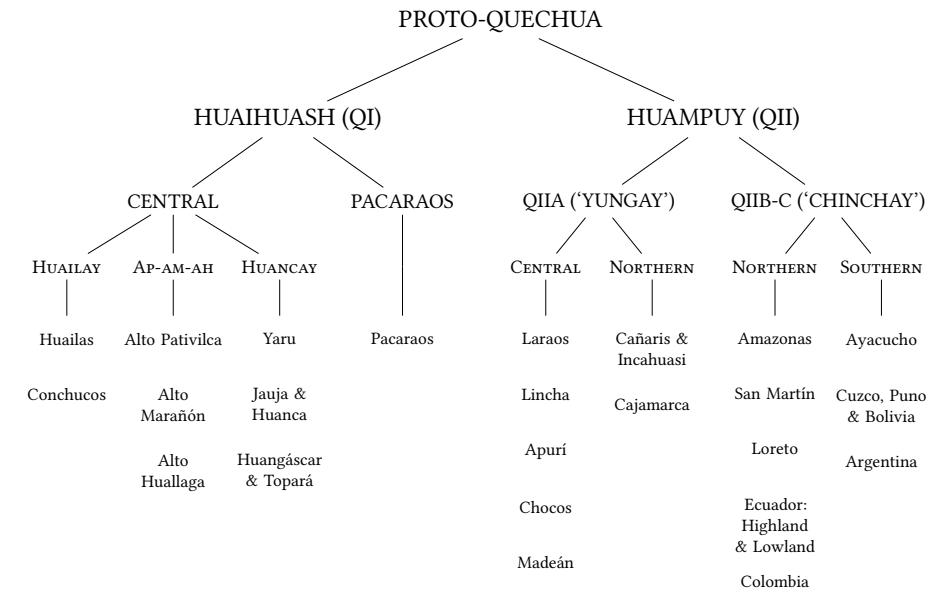 PROTO-QUECHUA
HUAIHUASH (QI)
HUAMPUY (QII)
CENTRAL
PACARAOS
QIIA (‘YUNGAY’)
QIIB-C (‘CHINCHAY’)
Huailay
Ap-am-ah
Huancay
Central
Northern
Northern
Southern
Huailas
Conchucos
Alto Pativilca
Alto
Marañón
Alto
Huallaga
Yaru
Jauja &
Huanca
Huangáscar
& Topará
Pacaraos
Laraos
Lincha
Apurí
Chocos
Madeán
Cañaris &
Incahuasi
Cajamarca
Amazonas
San Martín
Loreto
Ecuador:
Highland
& Lowland
Colombia
Ayacucho
Cuzco, Puno
& Bolivia
Argentina